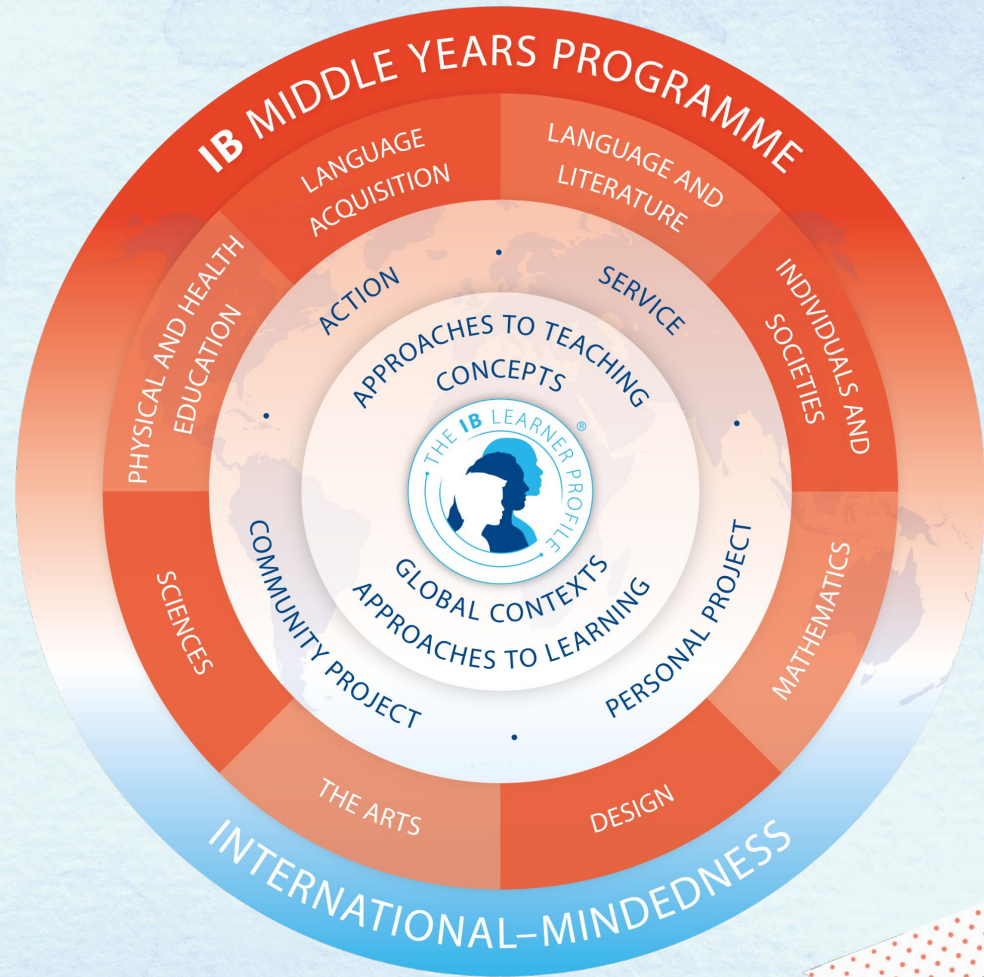 IB MIDDLE YEARS PROGRAMME
LANGUAGE
ACQUISITION
LANGUAGE AND
LITERATURE
INDIVIDUALS AND
SOCIETIES
MATHEMATICS
DESIGN
THE ARTS
SCIENCES
PHYSICAL AND HEALTH
EDUCATION
ACTION
SERVICE
PERSONAL PROJECT
COMMUNITY PROJECT
APPROACHES TO TEACHING
CONCEPTS
THE IB LEARNER PROFILE ®
GLOBAL CONTEXTS
APPROACHES TO LEARNING
INTERNATIONAL–MINDEDNESS